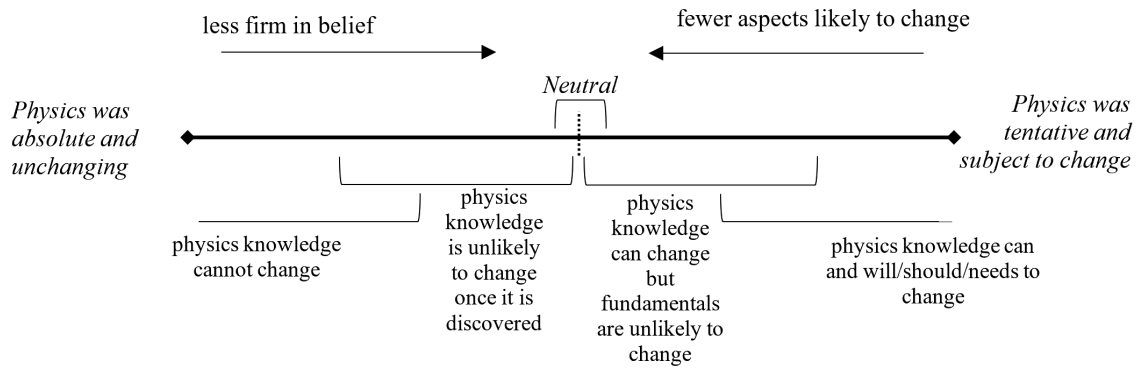 less firm in belief
fewer aspects likely to change
Neutral
Physics was
absolute and
unchanging
Physics was
tentative and
subject to change
physics knowledge
cannot change
physics
knowledge
is unlikely
to change
once it is
discovered
physics
knowledge
can change
but
fundamentals
are unlikely to
change
physics knowledge can
and will/should/needs to
change